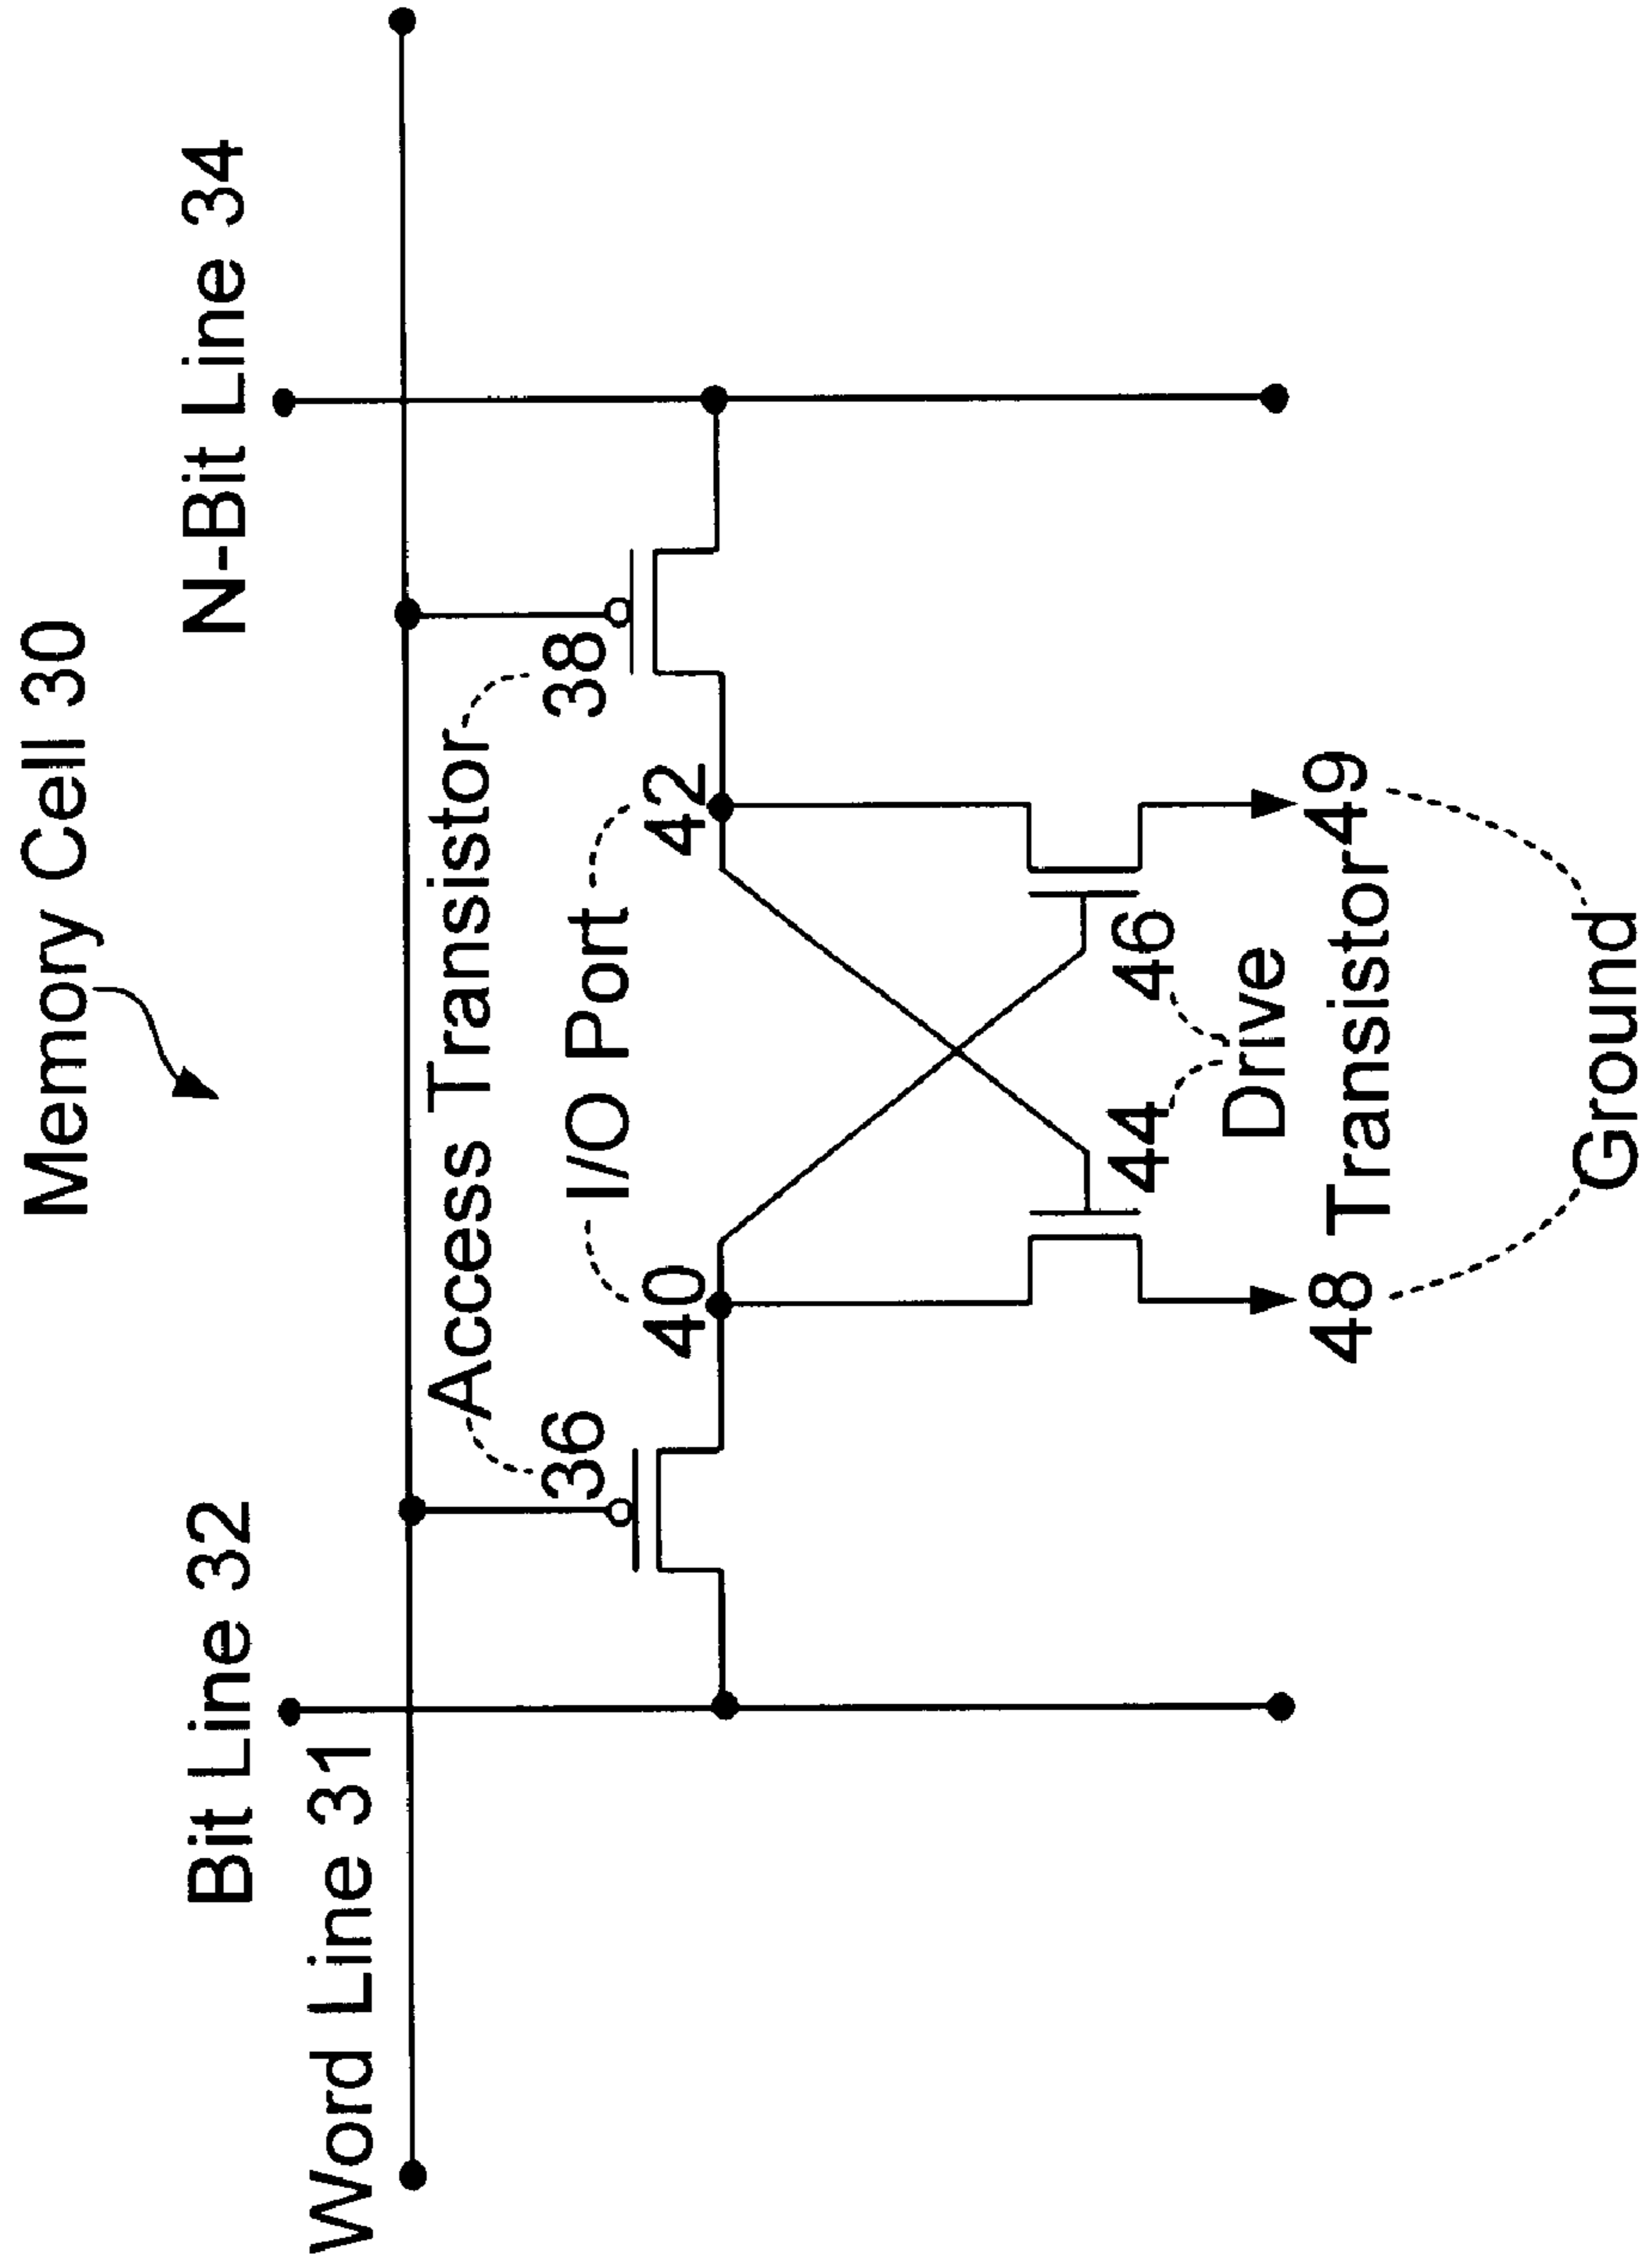 Memory Cell 30
Bit Line 32
N-Bit Line 34
Word Line 31
Access Transistor
36
38
I/O Port
40
42
44
46
Drive
Transistor
48
49
Ground